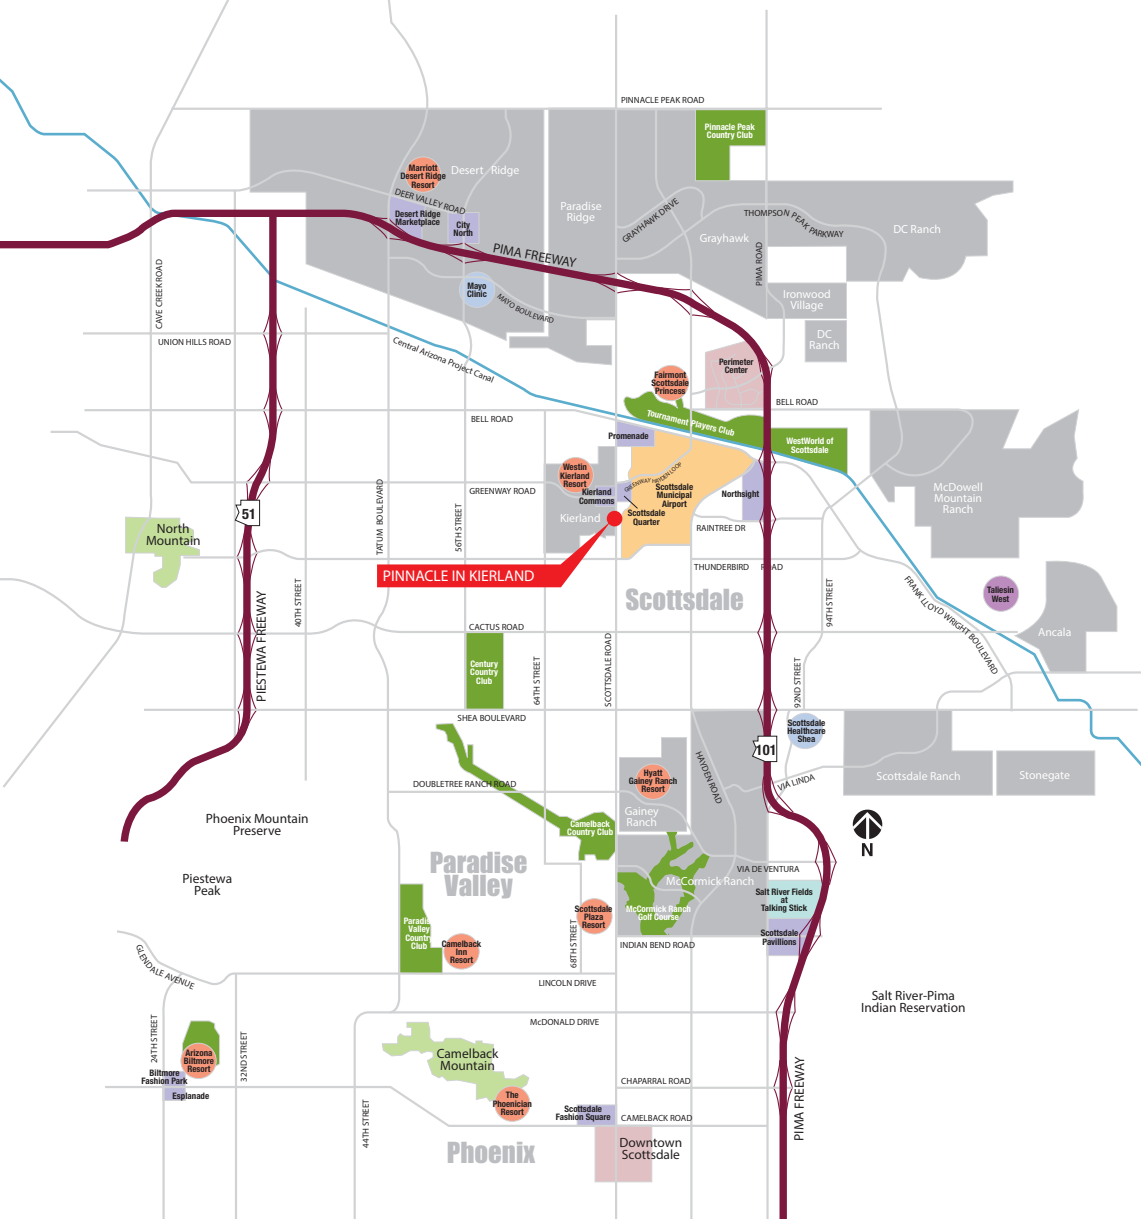 PINNACLE PEAK ROAD
Pinnacle Peak
Country Club
Marriott
Desert Ridge
Resort
Desert Ridge
DEER VALLEY ROAD
Desert Ridge
Marketplace
City
North
Paradise
Ridge
GRAYHAWK DRIVE
THOMPSON PEAK PARKWAY
Grayhawk
DC Ranch
PIMA FREEWAY
PIMA ROAD
Mayo
Clinic
MAYO BOULEVARD
Ironwood
Village
DC
Ranch
CAVE CREEK ROAD
UNION HILLS ROAD
Central Arizona Project Canal
Perimeter
Center
Fairmont
Scottsdale
Princess
BELL ROAD
BELL ROAD
Tournament Players Club
Promenade
WestWorld of
Scottsdale
Westin
Kierland
Resort
GREENWAY HAYDEN LOOP
GREENWAY ROAD
Kierland
Commons
Scottsdale
Municipal
Airport
Northsight
McDowell
Mountain
Ranch
TATUM BOULEVARD
56TH STREET
51
Kierland
Scottsdale
Quarter
RAINTREE DR
North
Mountain
THUNDERBIRD ROAD
PINNACLE IN KIERLAND
Scottsdale
40TH STREET
94TH STREET
FRANK LLOYD WRIGHT BOULEVARD
Taliesin
West
Ancala
CACTUS ROAD
PIESTEWA FREEWAY
Century
Country
Club
64TH STREET
SCOTTSDALE ROAD
92ND STREET
SHEA BOULEVARD
Scottsdale
Healthcare
Shea
101
HAYDEN ROAD
Hyatt
Gainey Ranch
Resort
VIA LINDA
Scottsdale Ranch
Stonegate
DOUBLETREE RANCH ROAD
Gainey
Ranch
Phoenix Mountain
Preserve
Camelback
Country Club
N
Paradise
Valley
Piestewa
Peak
VIA DE VENTURA
McCormick Ranch
Salt River Fields
at
Talking Stick
McCormick Ranch
Golf Course
Scottsdale
Plaza
Resort
Paradise
Valley
Country
Club
Camelback
Inn
Resort
68TH STREET
Scottsdale
Pavillions
INDIAN BEND ROAD
GLENDALE AVENUE
LINCOLN DRIVE
Salt River-Pima
Indian Reservation
McDONALD DRIVE
24TH STREET
32ND STREET
Arizona
Biltmore
Resort
Camelback
Mountain
Biltmore
Fashion Park
Esplanade
CHAPARRAL ROAD
The
Phoenician
Resort
44TH STREET
Scottsdale
Fashion Square
CAMELBACK ROAD
PIMA FREEWAY
Phoenix
Downtown
Scottsdale